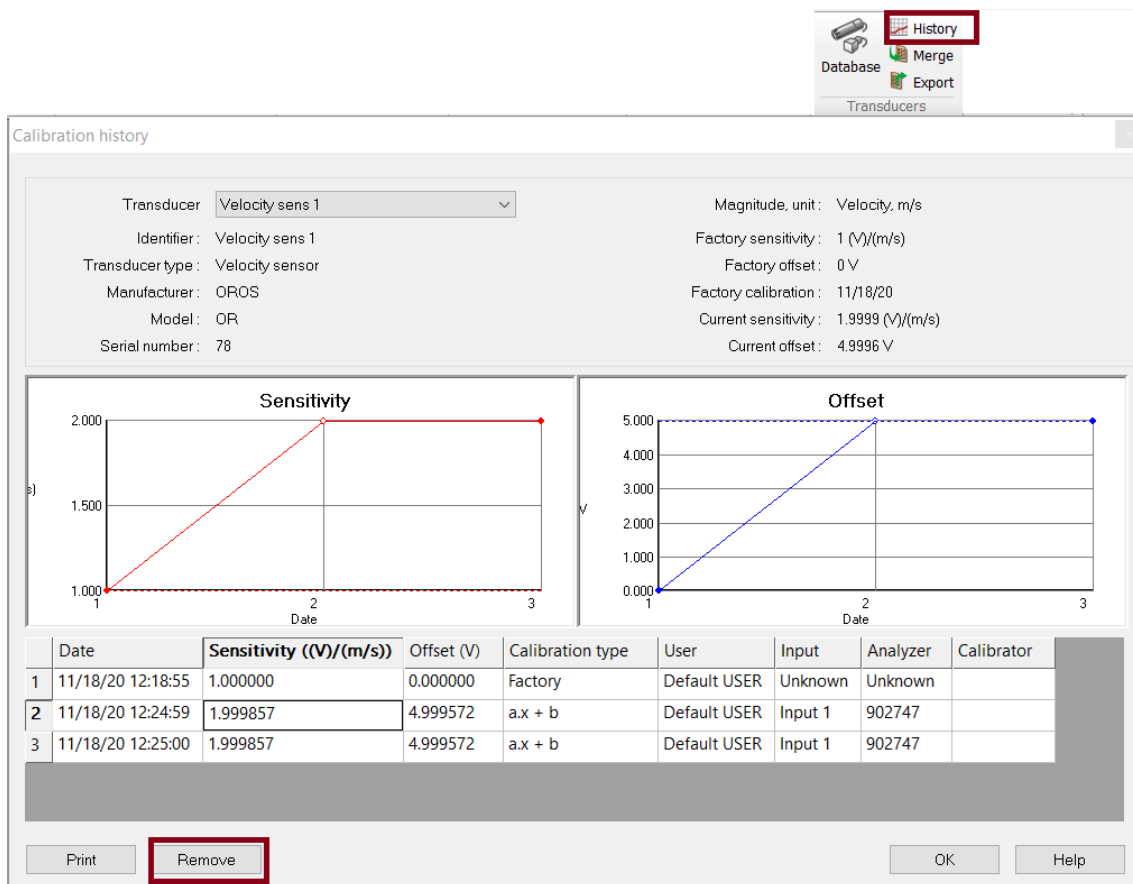 History
Database
Merge
Export
Transducers
Calibration history
Transducer Velocity sens 1 Magnitude, unit : Velocity, m/s
Identifier : Velocity sens 1 Factory sensitivity : 1 (V)/(m/s)
Transducer type : Velocity sensor Factory offset : 0 V
Manufacturer : OROS Factory calibration : 11/18/20
Model : OR Current sensitivity : 1.9999 (V)/(m/s)
Serial number : 78 Current offset : 4.9996 V
Sensitivity
2.000
s)
1.500
1.000
1 2 3
Date
Offset
5.000
4.000
3.000
V
2.000
1.000
0.000
1 2 3
Date
Date Sensitivity ((V)/(m/s)) Offset (V) Calibration type User Input Analyzer Calibrator
1 11/18/20 12:18:55 1.000000 0.000000 Factory Default USER Unknown Unknown
2 11/18/20 12:24:59 1.999857 4.999572 a.x + b Default USER Input 1 902747
3 11/18/20 12:25:00 1.999857 4.999572 a.x + b Default USER Input 1 902747
Print Remove OK Help